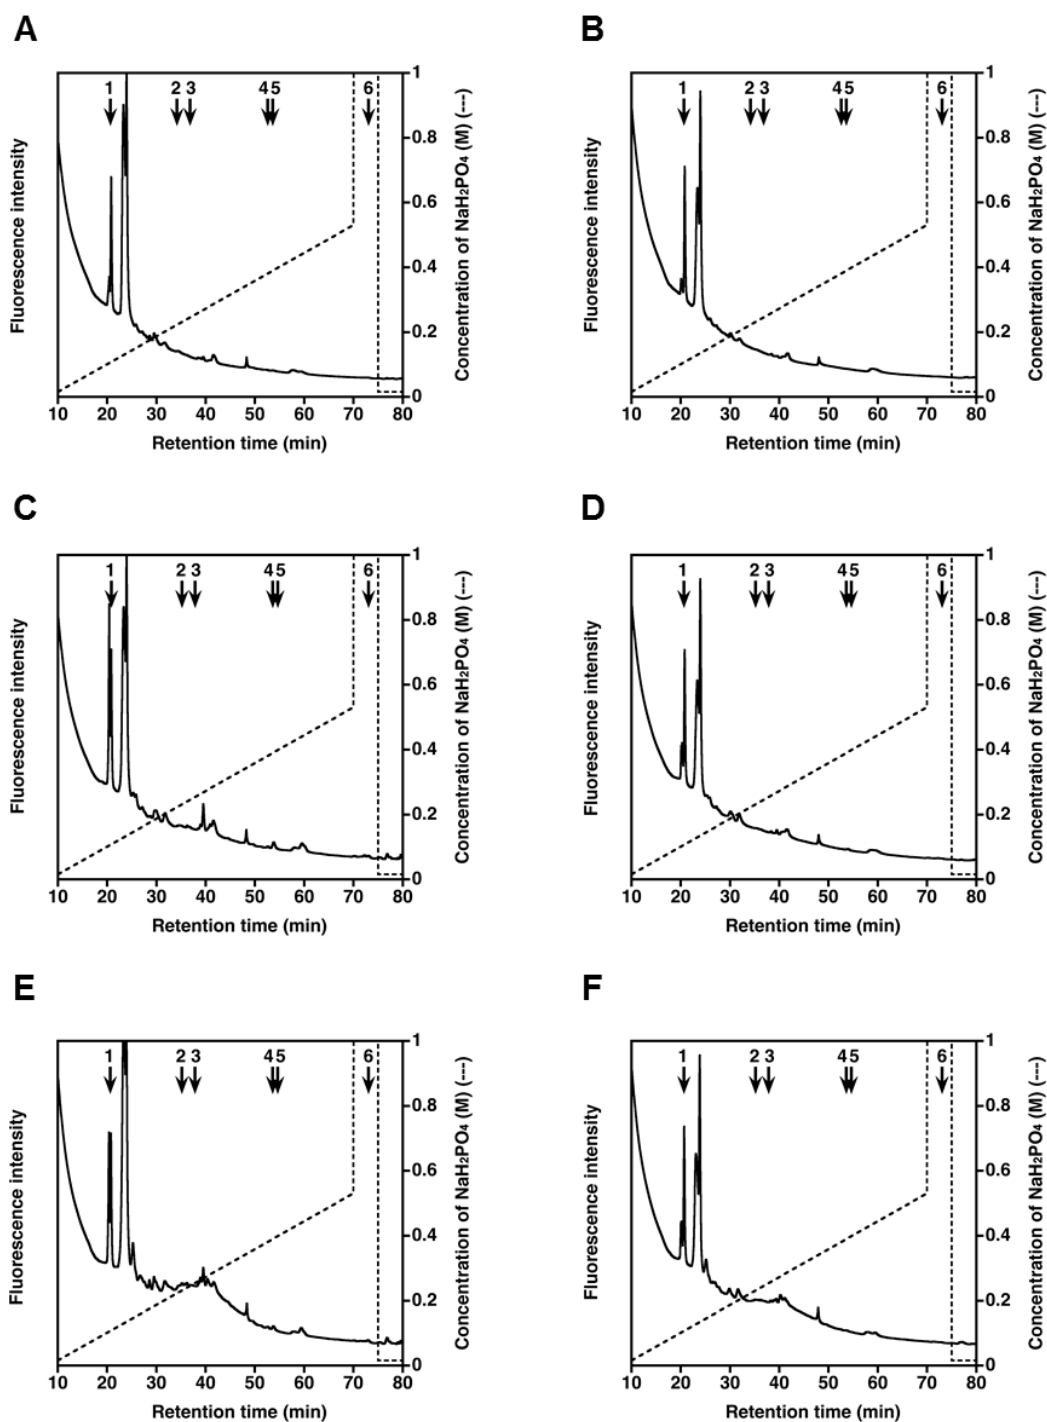 A
1 2 3 4 5 6
Fluorescence intensity
1
0.8
0.6
0.4
0.2
0
Concentration of NaH2PO4 (M) (---)
10 20 30 40 50 60 70 80
Retention time (min)
B
1 2 3 4 5 6
Fluorescence intensity
1
0.8
0.6
0.4
0.2
0
Concentration of NaH2PO4 (M) (---)
10 20 30 40 50 60 70 80
Retention time (min)
C
1 2 3 4 5 6
Fluorescence intensity
1
0.8
0.6
0.4
0.2
0
Concentration of NaH2PO4 (M) (---)
10 20 30 40 50 60 70 80
Retention time (min)
D
1 2 3 4 5 6
Fluorescence intensity
1
0.8
0.6
0.4
0.2
0
Concentration of NaH2PO4 (M) (---)
10 20 30 40 50 60 70 80
Retention time (min)
E
1 2 3 4 5 6
Fluorescence intensity
1
0.8
0.6
0.4
0.2
0
Concentration of NaH2PO4 (M) (---)
10 20 30 40 50 60 70 80
Retention time (min)
F
1 2 3 4 5 6
Fluorescence intensity
1
0.8
0.6
0.4
0.2
0
Concentration of NaH2PO4 (M) (---)
10 20 30 40 50 60 70 80
Retention time (min)